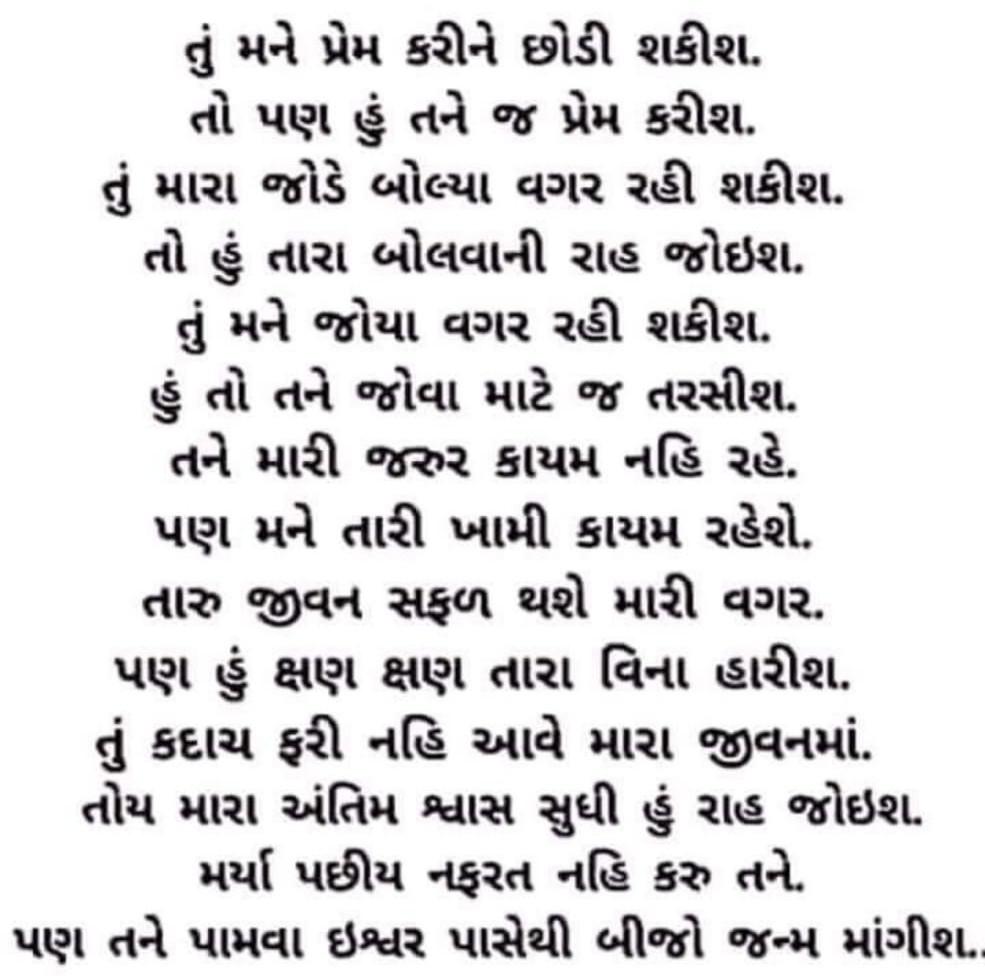 તું મને પ્રેમ કરીને છોડી શકીશ.
તો પણ હું તને જ પ્રેમ કરીશ.
તું મારા જોડે બોલ્યા વગર રહી શકીશ.
તો હું તારા બોલવાની રાહ જોઇશ.
તું મને જોયા વગર રહી શકીશ.
હું તો તને જોવા માટે જ તરસીશ.
તને મારી જરુર કાયમ નહિ રહે.
પણ મને તારી ખામી કાયમ રહેશે.
તારુ જીવન સફળ થશે મારી વગર.
પણ હું ક્ષણ ક્ષણ તારા વિના હારીશ.
તું કદાચ ફરી નહિ આવે મારા જીવનમાં.
તોય મારા અંતિમ શ્વાસ સુધી હું રાહ જોઇશ.
મર્યા પછીય નફરત નહિ કરુ તને.
પણ તને પામવા ઇશ્વર પાસેથી બીજો જન્મ માંગીશ..